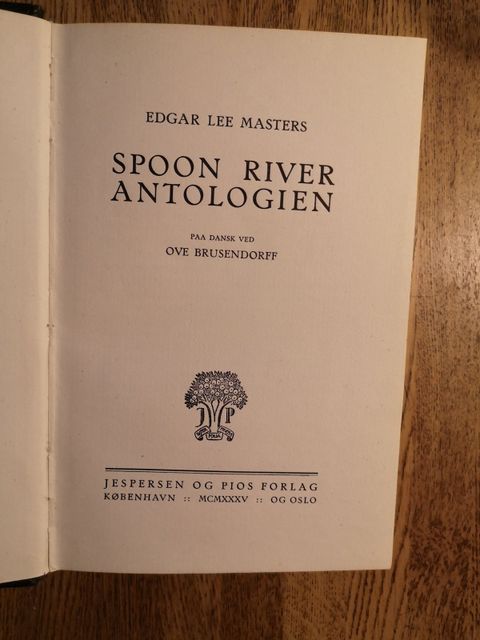 EDGAR LEE MASTERS
SPOON RIVER
ANTOLOGIEN
PAA DANSK VED
OVE BRUSENDORFF
J P
JESPERSEN OG PIOS FORLAG
KØBENHAVN :: MCMXXXV :: OG OSLO